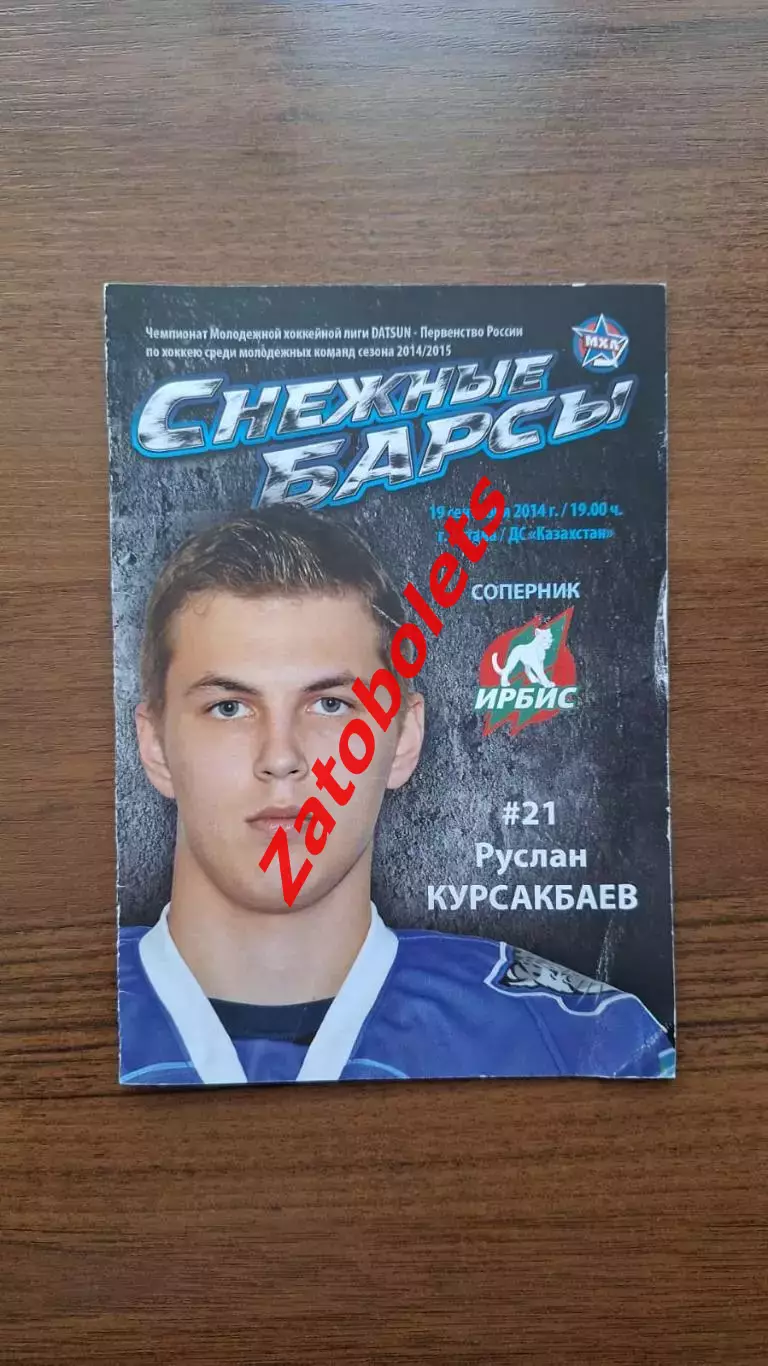 Чемпионат Молодежной хоккейной лиги DATSUN - Первенство России
по хоккею среди молодежных команд сезона 2014/2015
МХЛ
СНЕЖНЫЕ
БАРСЫ
19 2014 г. / 19.00 ч.
г. / ДС «Казахстан»
СОПЕРНИК
ИРБИС
#21
Руслан
КУРСАКБАЕВ
Zatobolets